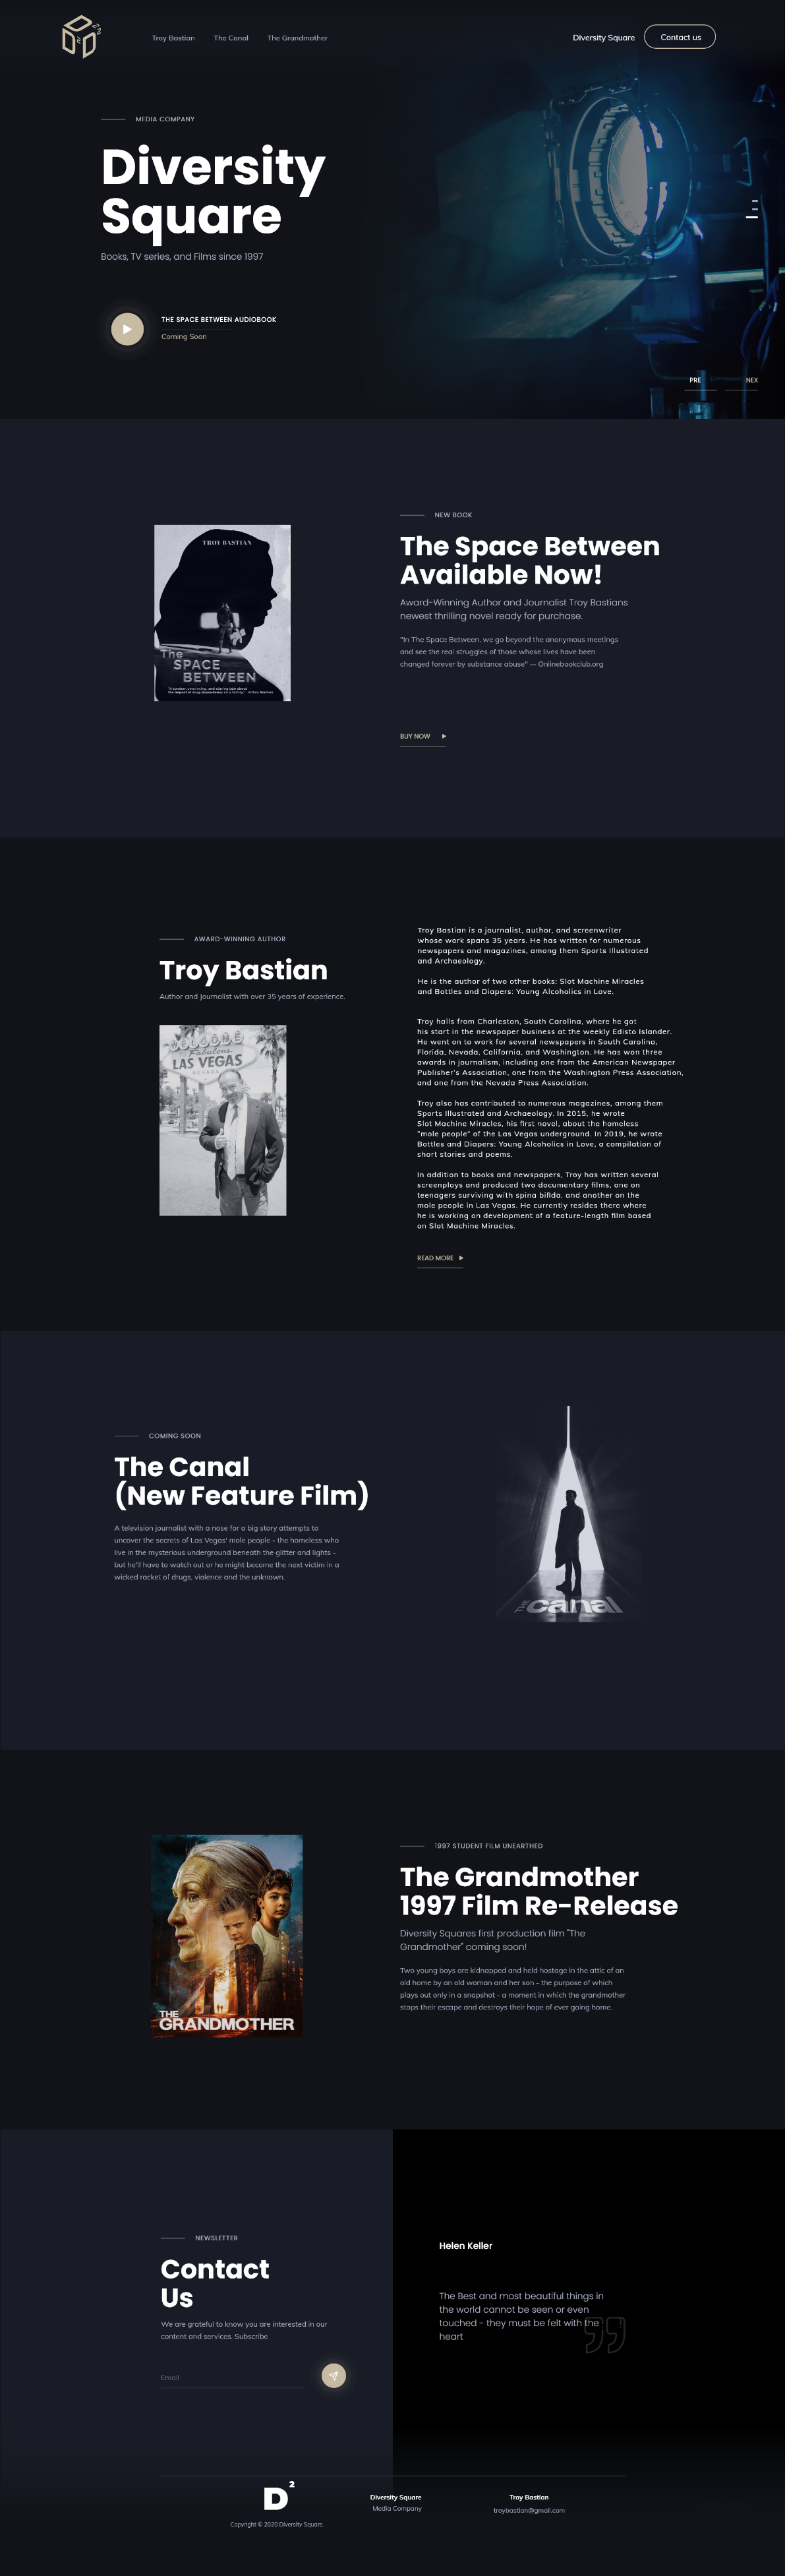 Troy Bastian
The Canal
The Grandmother
Diversity Square
Contact us
MEDIA COMPANY
Diversity
Square
Books, TV series, and Films since 1997
THE SPACE BETWEEN AUDIOBOOK
Coming Soon
PRE
NEX
TROY BASTIAN
The
SPACE
BETWEEN
NEW BOOK
The Space Between
Available Now!
Award-Winning Author and Journalist Troy Bastians
newest thrilling novel ready for purchase.
"In The Space Between, we go beyond the anonymous meetings
and see the real struggles of those whose lives have been
changed forever by substance abuse" -- Onlinebookclub.org
BUY NOW
AWARD-WINNING AUTHOR
Troy Bastian
Author and Journalist with over 35 years of experience.
WELCOME
Fabulous
LAS VEGAS
NEVADA
Troy Bastian is a journalist, author, and screenwriter
whose work spans 35 years. He has written for numerous
newspapers and magazines, among them Sports Illustrated
and Archaeology.
He is the author of two other books: Slot Machine Miracles
and Bottles and Diapers: Young Alcoholics in Love.
Troy hails from Charleston, South Carolina, where he got
his start in the newspaper business at the weekly Edisto Islander.
He went on to work for several newspapers in South Carolina,
Florida, Nevada, California, and Washington. He has won three
awards in journalism, including one from the American Newspaper
Publisher's Association, one from the Washington Press Association,
and one from the Nevada Press Association.
Troy also has contributed to numerous magazines, among them
Sports Illustrated and Archaeology. In 2015, he wrote
Slot Machine Miracles, his first novel, about the homeless
"mole people" of the Las Vegas underground. In 2019, he wrote
Bottles and Diapers: Young Alcoholics in Love, a compilation of
short stories and poems.
In addition to books and newspapers, Troy has written several
screenplays and produced two documentary films, one on
teenagers surviving with spina bifida, and another on the
mole people in Las Vegas. He currently resides there where
he is working on development of a feature-length film based
on Slot Machine Miracles.
READ MORE
COMING SOON
The Canal
(New Feature Film)
A television journalist with a nose for a big story attempts to
uncover the secrets of Las Vegas' mole people - the homeless who
live in the mysterious underground beneath the glitter and lights -
but he'll have to watch out or he might become the next victim in a
wicked racket of drugs, violence and the unknown.
the canal
THE
GRANDMOTHER
1997 STUDENT FILM UNEARTHED
The Grandmother
1997 Film Re-Release
Diversity Squares first production film "The
Grandmother" coming soon!
Two young boys are kidnapped and held hostage in the attic of an
old home by an old woman and her son - the purpose of which
plays out only in a snapshot - a moment in which the grandmother
stops their escape and destroys their hope of ever going home.
NEWSLETTER
Contact
Us
We are grateful to know you are interested in our
content and services. Subscribe
Email
Helen Keller
The Best and most beautiful things in
the world cannot be seen or even
touched - they must be felt with the
heart
D²
Copyright © 2020 Diversity Square.
Diversity Square
Media Company
Troy Bastian
troybastian@gmail.com